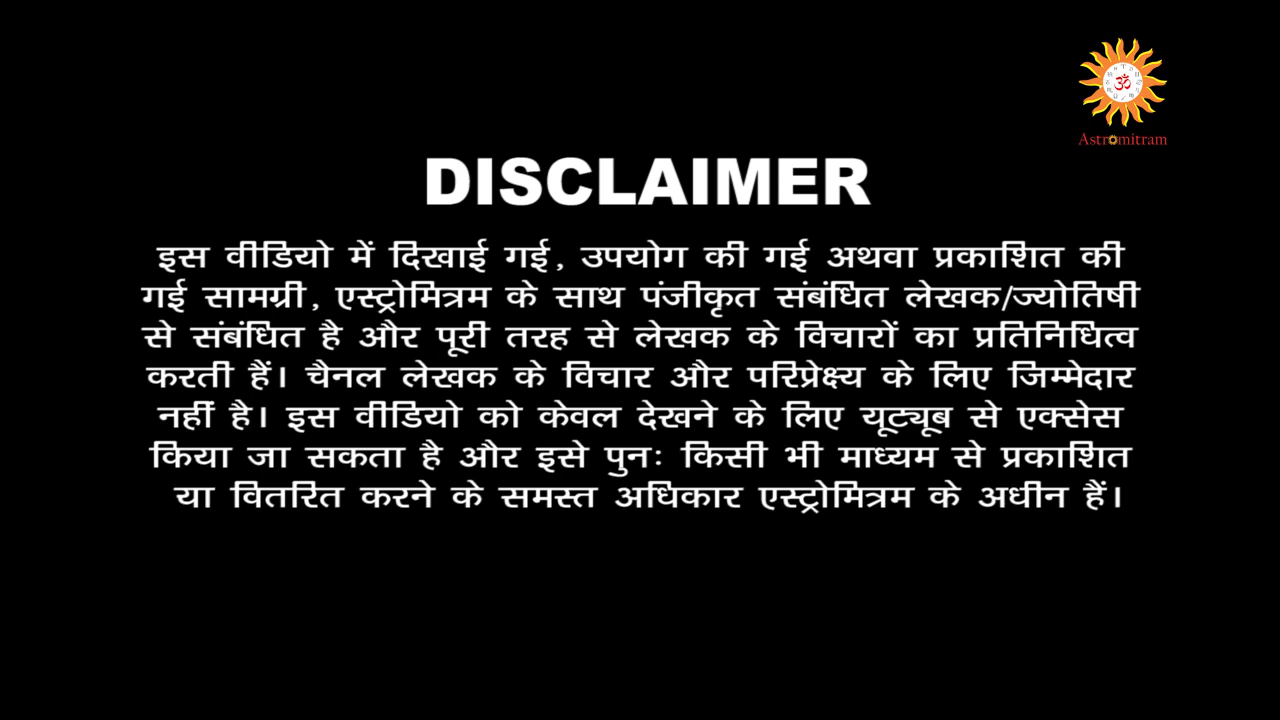 ॐ
Astromitram
DISCLAIMER
इस वीडियो में दिखाई गई, उपयोग की गई अथवा प्रकाशित की
गई सामग्री, एस्ट्रोमित्रम के साथ पंजीकृत संबंधित लेखक/ज्योतिषी
से संबंधित है और पूरी तरह से लेखक के विचारों का प्रतिनिधित्व
करती हैं। चैनल लेखक के विचार और परिप्रेक्ष्य के लिए जिम्मेदार
नहीं है। इस वीडियो को केवल देखने के लिए यूट्यूब से एक्सेस
किया जा सकता है और इसे पुनः किसी भी माध्यम से प्रकाशित
या वितरित करने के समस्त अधिकार एस्ट्रोमित्रम के अधीन हैं।